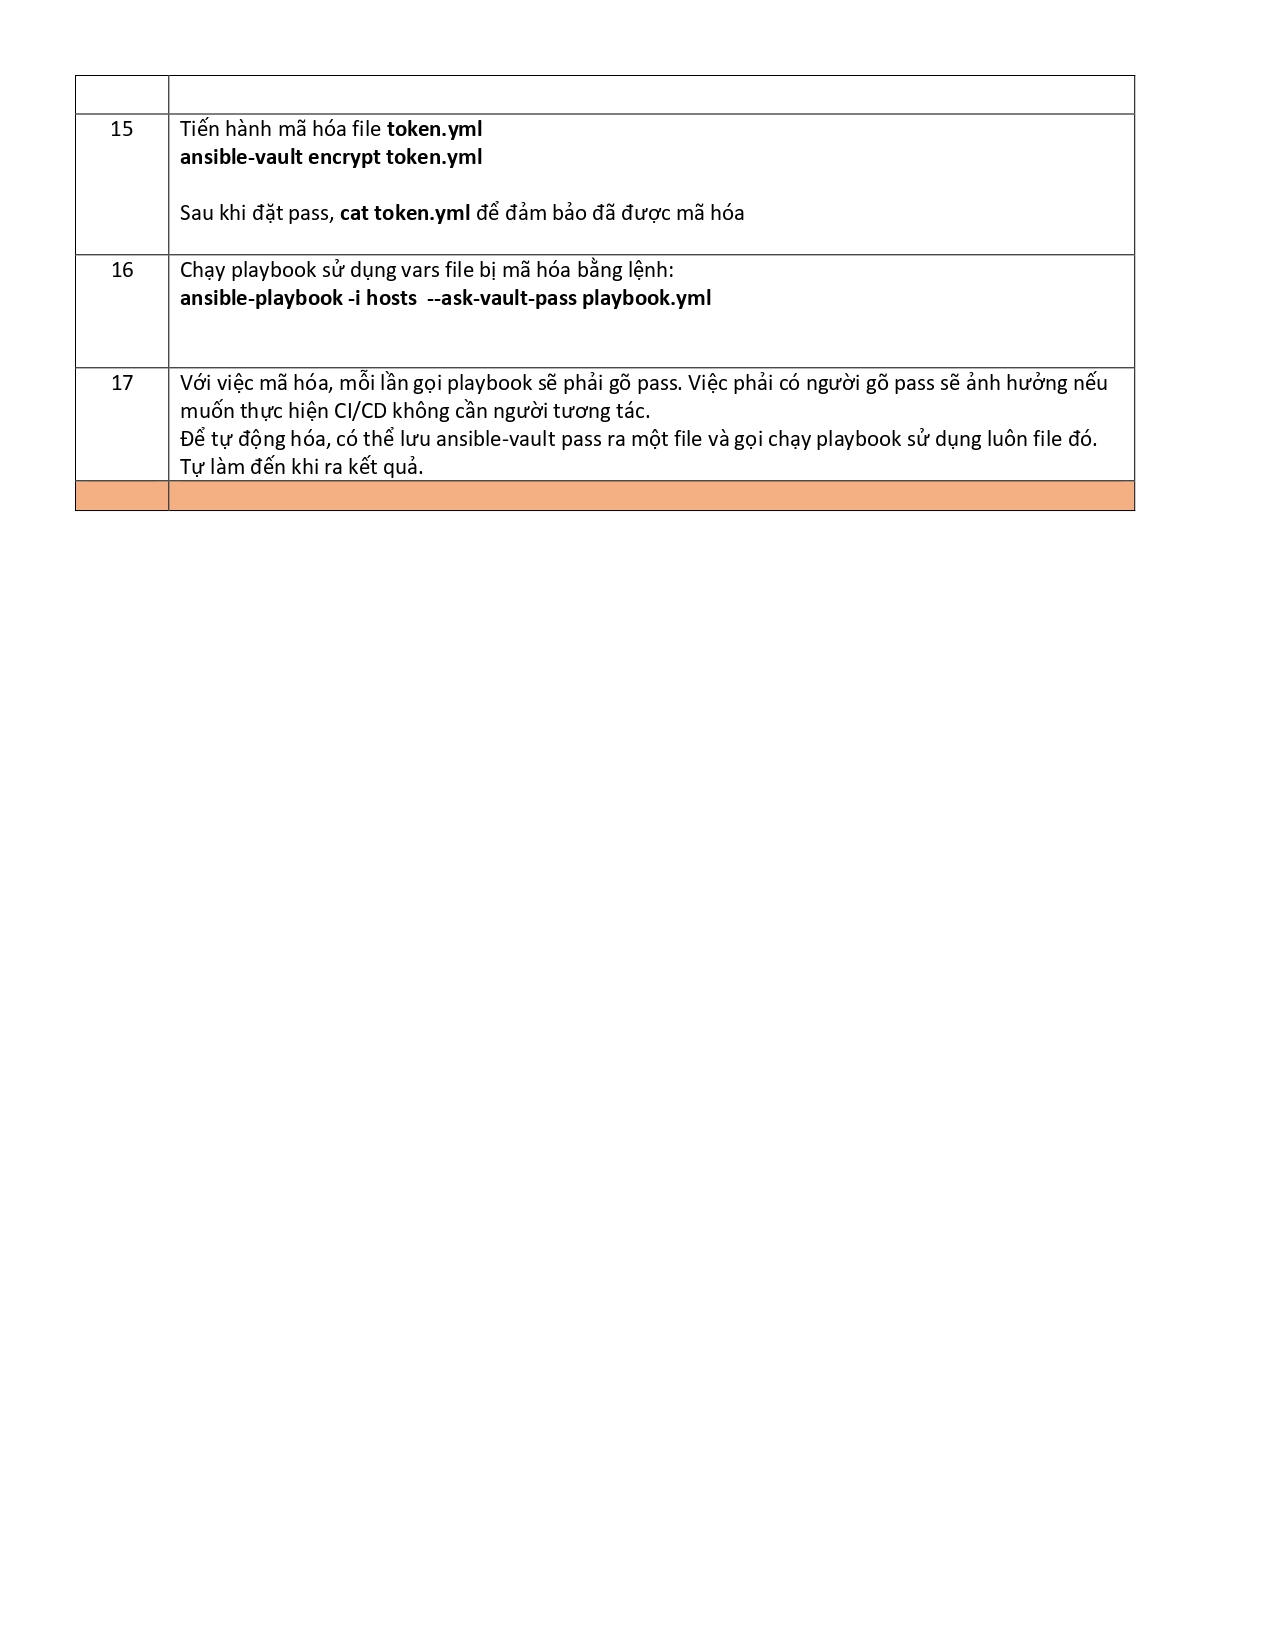 15
Tiến hành mã hóa file token.yml
ansible-vault encrypt token.yml
Sau khi đặt pass, cat token.yml để đảm bảo đã được mã hóa
16
Chạy playbook sử dụng vars file bị mã hóa bằng lệnh:
ansible-playbook -i hosts  --ask-vault-pass playbook.yml
17
Với việc mã hóa, mỗi lần gọi playbook sẽ phải gõ pass. Việc phải có người gõ pass sẽ ảnh hưởng nếu
muốn thực hiện CI/CD không cần người tương tác.
Để tự động hóa, có thể lưu ansible-vault pass ra một file và gọi chạy playbook sử dụng luôn file đó.
Tự làm đến khi ra kết quả.